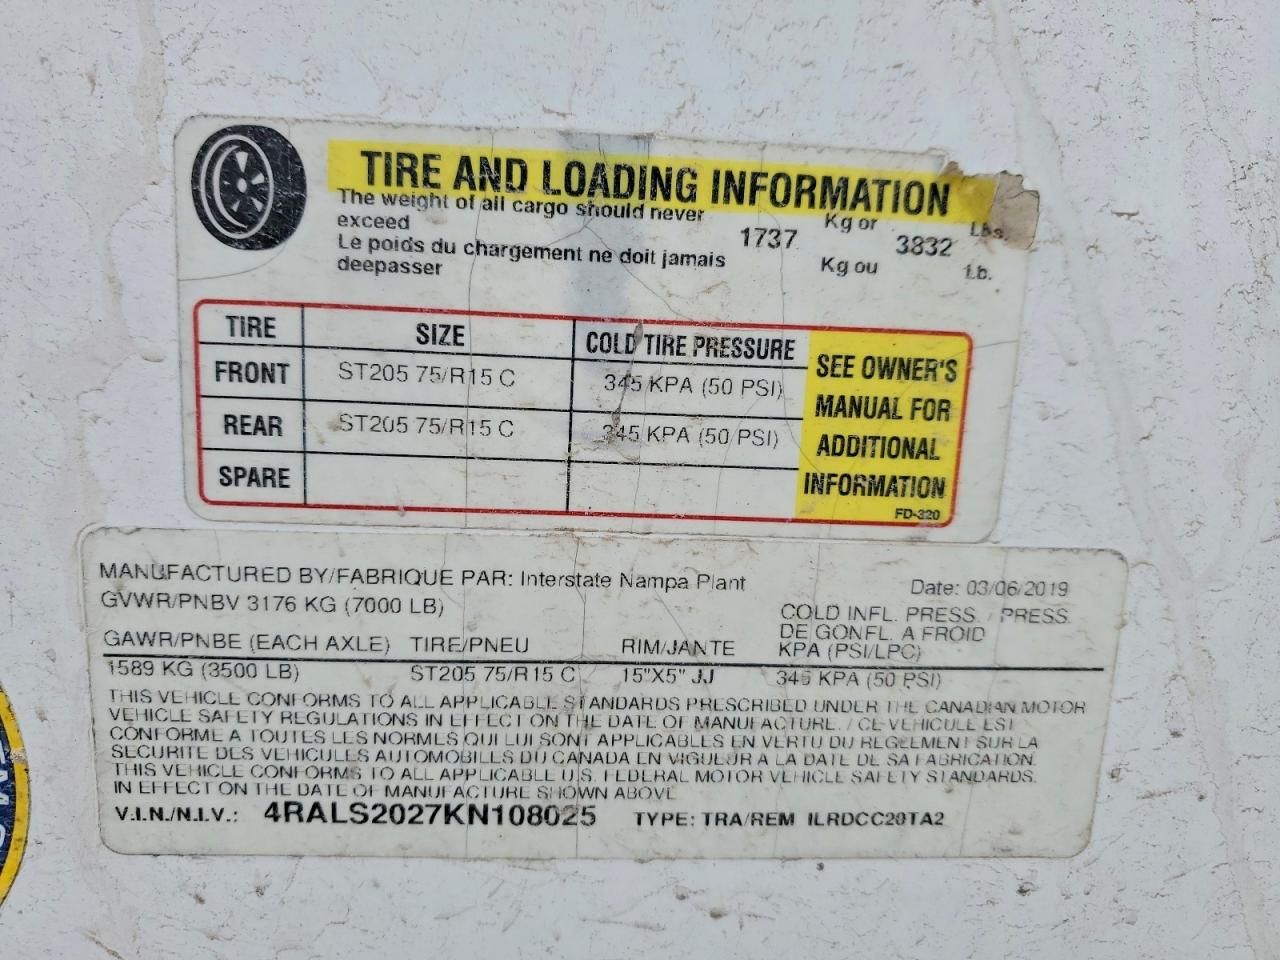 TIRE AND LOADING INFORMATION
The weight of all cargo should never exceed 1737 Kg or 3832 Lbs.
Le poids du chargement ne doit jamais deepasser Kg ou Lb.
TIRE SIZE COLD TIRE PRESSURE
FRONT ST205 75/R15 C 345 KPA (50 PSI)
REAR ST205 75/R15 C 345 KPA (50 PSI)
SPARE
SEE OWNER'S
MANUAL FOR
ADDITIONAL
INFORMATION
FD-320
MANUFACTURED BY/FABRIQUE PAR: Interstate Nampa Plant Date: 03/06/2019
GVWR/PNBV 3176 KG (7000 LB)
COLD INFL. PRESS. / PRESS.
DE GONFL. A FROID
GAWR/PNBE (EACH AXLE) TIRE/PNEU RIM/JANTE KPA (PSI/LPC)
1589 KG (3500 LB) ST205 75/R15 C 15"X5" JJ 345 KPA (50 PSI)
THIS VEHICLE CONFORMS TO ALL APPLICABLE STANDARDS PRESCRIBED UNDER THE CANADIAN MOTOR
VEHICLE SAFETY REGULATIONS IN EFFECT ON THE DATE OF MANUFACTURE. / CE VEHICULE EST
CONFORME A TOUTES LES NORMES QUI LUI SONT APPLICABLES EN VERTU DU REGLEMENT SUR LA
SECURITE DES VEHICULES AUTOMOBILES DU CANADA EN VIGUEUR A LA DATE DE SA FABRICATION.
THIS VEHICLE CONFORMS TO ALL APPLICABLE U.S. FEDERAL MOTOR VEHICLE SAFETY STANDARDS.
IN EFFECT ON THE DATE OF MANUFACTURE SHOWN ABOVE
V.I.N./N.I.V.: 4RALS2027KN108025 TYPE: TRA/REM ILRDCC20TA2